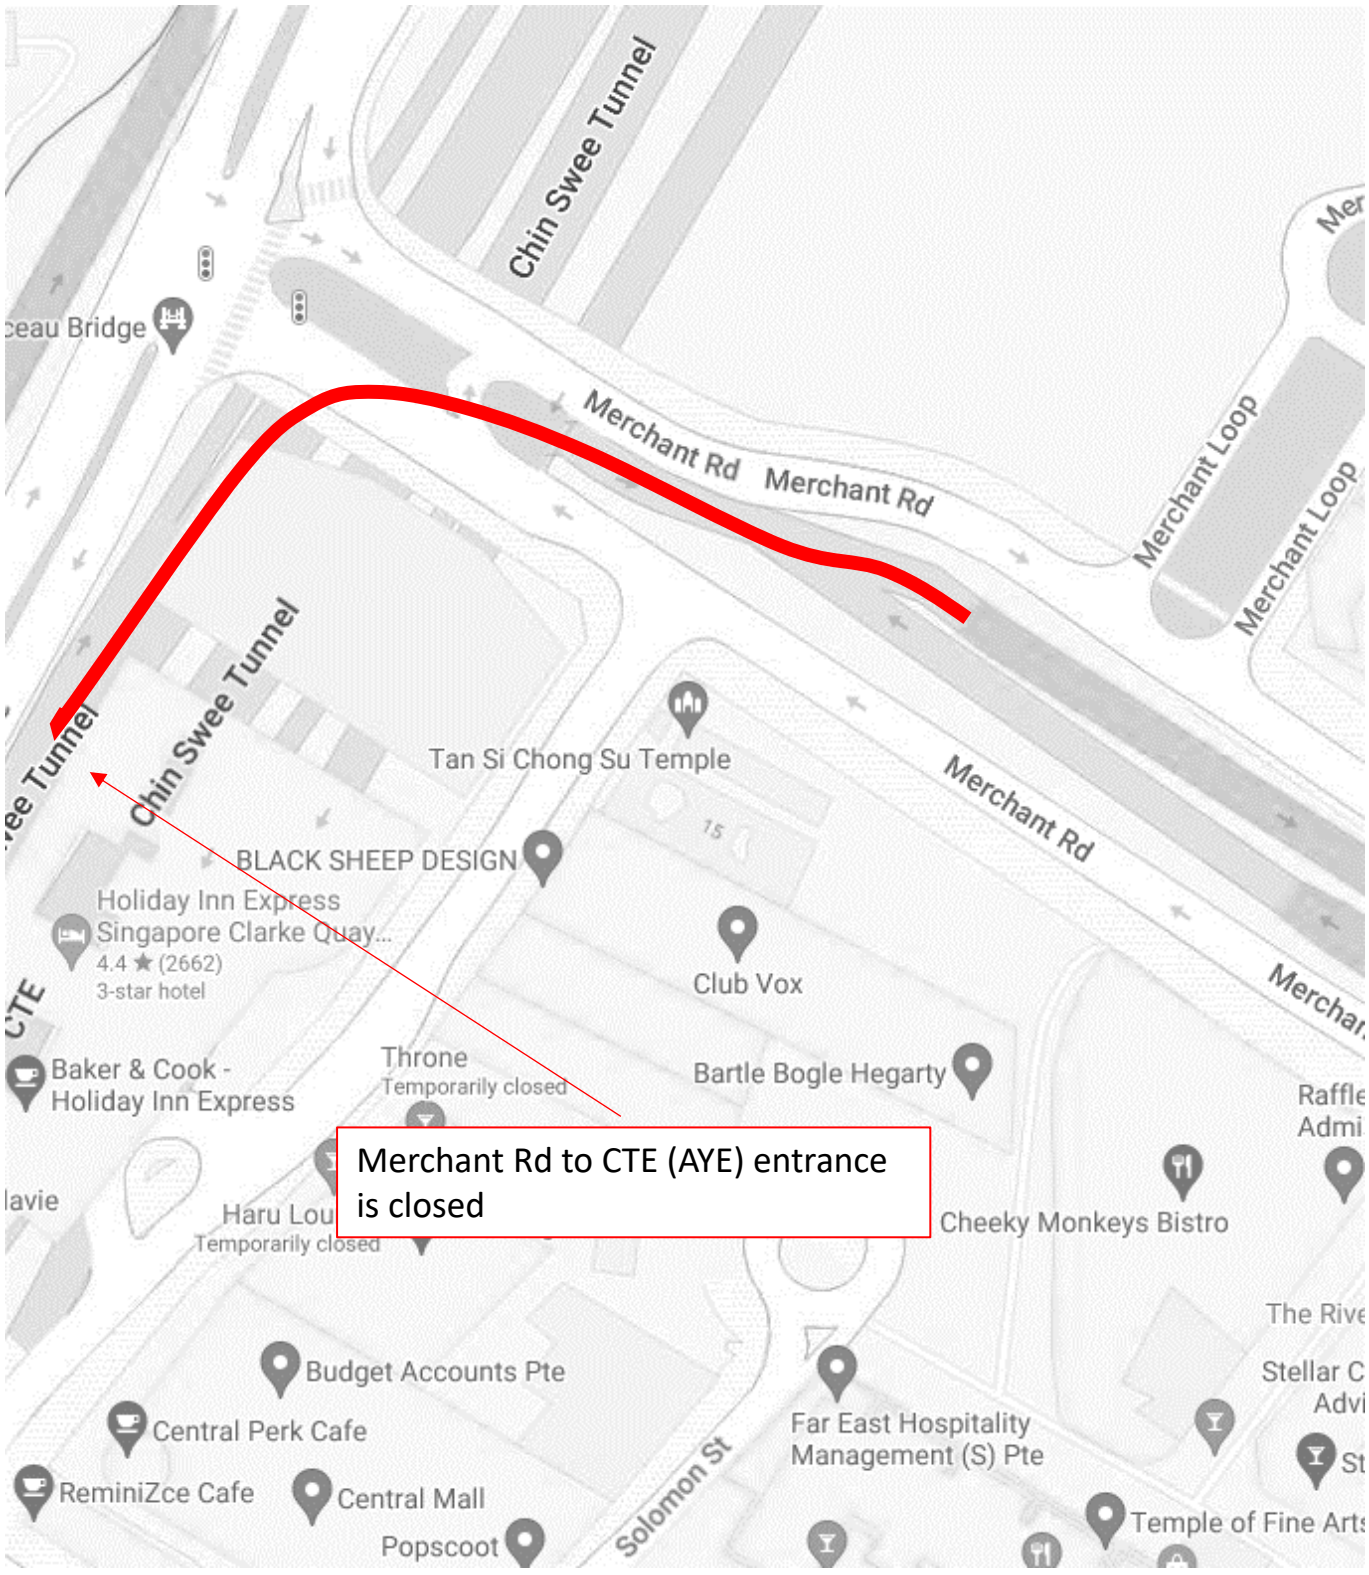 Chin Swee Tunnel
Mer
ceau Bridge
Merchant Rd
Merchant Rd
Merchant Loop
Merchant Loop
Chin Swee Tunnel
wee Tunnel
Tan Si Chong Su Temple
Merchant Rd
15
BLACK SHEEP DESIGN
Holiday Inn Express
Singapore Clarke Quay...
4.4 ★ (2662)
3-star hotel
Club Vox
Merchan
CTE
Throne
Temporarily closed
Baker & Cook -
Holiday Inn Express
Bartle Bogle Hegarty
Raffle
Admi
Merchant Rd to CTE (AYE) entrance
is closed
lavie
Haru Lou
Temporarily closed
Cheeky Monkeys Bistro
The Rive
Stellar C
Advi
Budget Accounts Pte
Far East Hospitality
Management (S) Pte
Central Perk Cafe
St
ReminiZce Cafe
Central Mall
Solomon St
Popscoot
Temple of Fine Arts